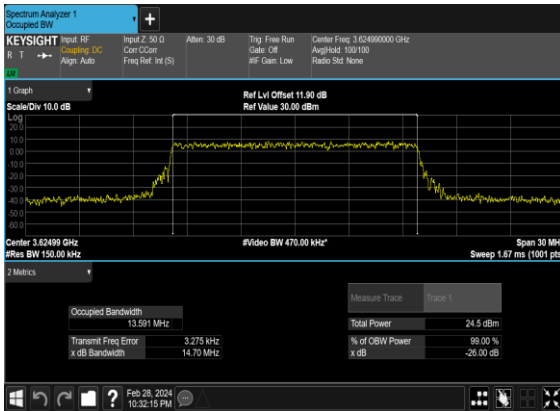 Spectrum Analyzer 1
Occupied BW
+
KEYSIGHT
R T
LXI
Input: RF
Coupling: DC
Align: Auto
Input Z: 50 Ω
Corr CCorr
Freq Ref: Int (S)
Atten: 30 dB
Trig: Free Run
Gate: Off
#IF Gain: Low
Center Freq: 3.624990000 GHz
Avg|Hold: 100/100
Radio Std: None
1 Graph
Scale/Div 10.0 dB
Ref Lvl Offset 11.90 dB
Ref Value 30.00 dBm
Log
20.0
10.0
0.00
-10.0
-20.0
-30.0
-40.0
-50.0
-60.0
Center 3.62499 GHz
#Res BW 150.00 kHz
#Video BW 470.00 kHz*
Span 30 MH
Sweep 1.67 ms (1001 pts
2 Metrics
Measure Trace
Trace 1
Occupied Bandwidth
13.591 MHz
Total Power
24.5 dBm
Transmit Freq Error
3.275 kHz
% of OBW Power
99.00 %
x dB Bandwidth
14.70 MHz
x dB
-26.00 dB
?
Feb 28, 2024
10:32:15 PM